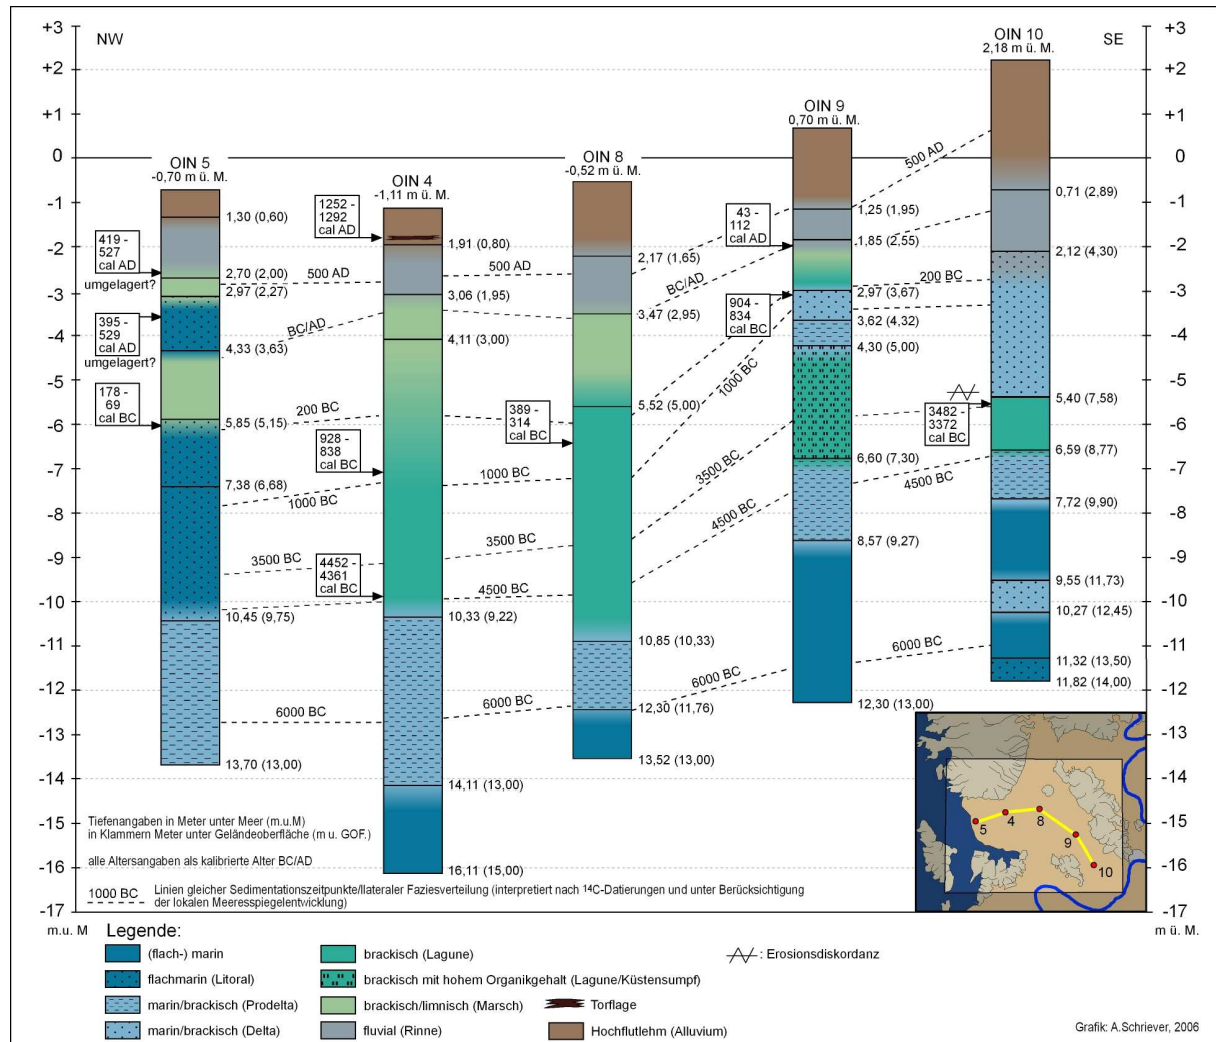 NW
SE
+3
+2
+1
0
-1
-2
-3
-4
-5
-6
-7
-8
-9
-10
-11
-12
-13
-14
-15
-16
-17
m.u. M
OIN 5
-0,70 m ü. M.
1,30 (0,60)
419 -
527
cal AD
umgelagert?
2,70 (2,00)
2,97 (2,27)
395 -
529
cal AD
umgelagert?
4,33 (3,63)
178 -
69
cal BC
5,85 (5,15)
7,38 (6,68)
10,45 (9,75)
13,70 (13,00)
500 AD
BC/AD
200 BC
1000 BC
3500 BC
6000 BC
OIN 4
-1,11 m ü. M.
1252 -
1292
cal AD
1,91 (0,80)
3,06 (1,95)
4,11 (3,00)
928 -
838
cal BC
4452 -
4361
cal BC
10,33 (9,22)
14,11 (13,00)
16,11 (15,00)
500 AD
1000 BC
3500 BC
4500 BC
6000 BC
OIN 8
-0,52 m ü. M.
2,17 (1,65)
3,47 (2,95)
389 -
314
cal BC
5,52 (5,00)
10,85 (10,33)
12,30 (11,76)
13,52 (13,00)
BC/AD
1000 BC
3500 BC
4500 BC
6000 BC
OIN 9
0,70 m ü. M.
43 -
112
cal AD
1,25 (1,95)
1,85 (2,55)
904 -
834
cal BC
2,97 (3,67)
3,62 (4,32)
4,30 (5,00)
6,60 (7,30)
8,57 (9,27)
12,30 (13,00)
500 AD
200 BC
3482 -
3372
cal BC
4500 BC
6000 BC
OIN 10
2,18 m ü. M.
0,71 (2,89)
2,12 (4,30)
5,40 (7,58)
6,59 (8,77)
7,72 (9,90)
9,55 (11,73)
10,27 (12,45)
11,32 (13,50)
11,82 (14,00)
+3
+2
+1
0
-1
-2
-3
-4
-5
-6
-7
-8
-9
-10
-11
-12
-13
-14
-15
-16
-17
m ü. M.
5
4
8
9
10
Tiefenangaben in Meter unter Meer (m.u.M)
in Klammern Meter unter Geländeoberfläche (m u. GOF.)
alle Altersangaben als kalibrierte Alter BC/AD
1000 BC
Linien gleicher Sedimentationszeitpunkte/llateraler Faziesverteilung (interpretiert nach 14C-Datierungen und unter Berücksichtigung
der lokalen Meeresspiegelentwicklung)
Legende:
(flach-) marin
flachmarin (Litoral)
marin/brackisch (Prodelta)
marin/brackisch (Delta)
brackisch (Lagune)
brackisch mit hohem Organikgehalt (Lagune/Küstensumpf)
brackisch/limnisch (Marsch)
fluvial (Rinne)
: Erosionsdiskordanz
Torflage
Hochflutlehm (Alluvium)
Grafik: A.Schriever, 2006